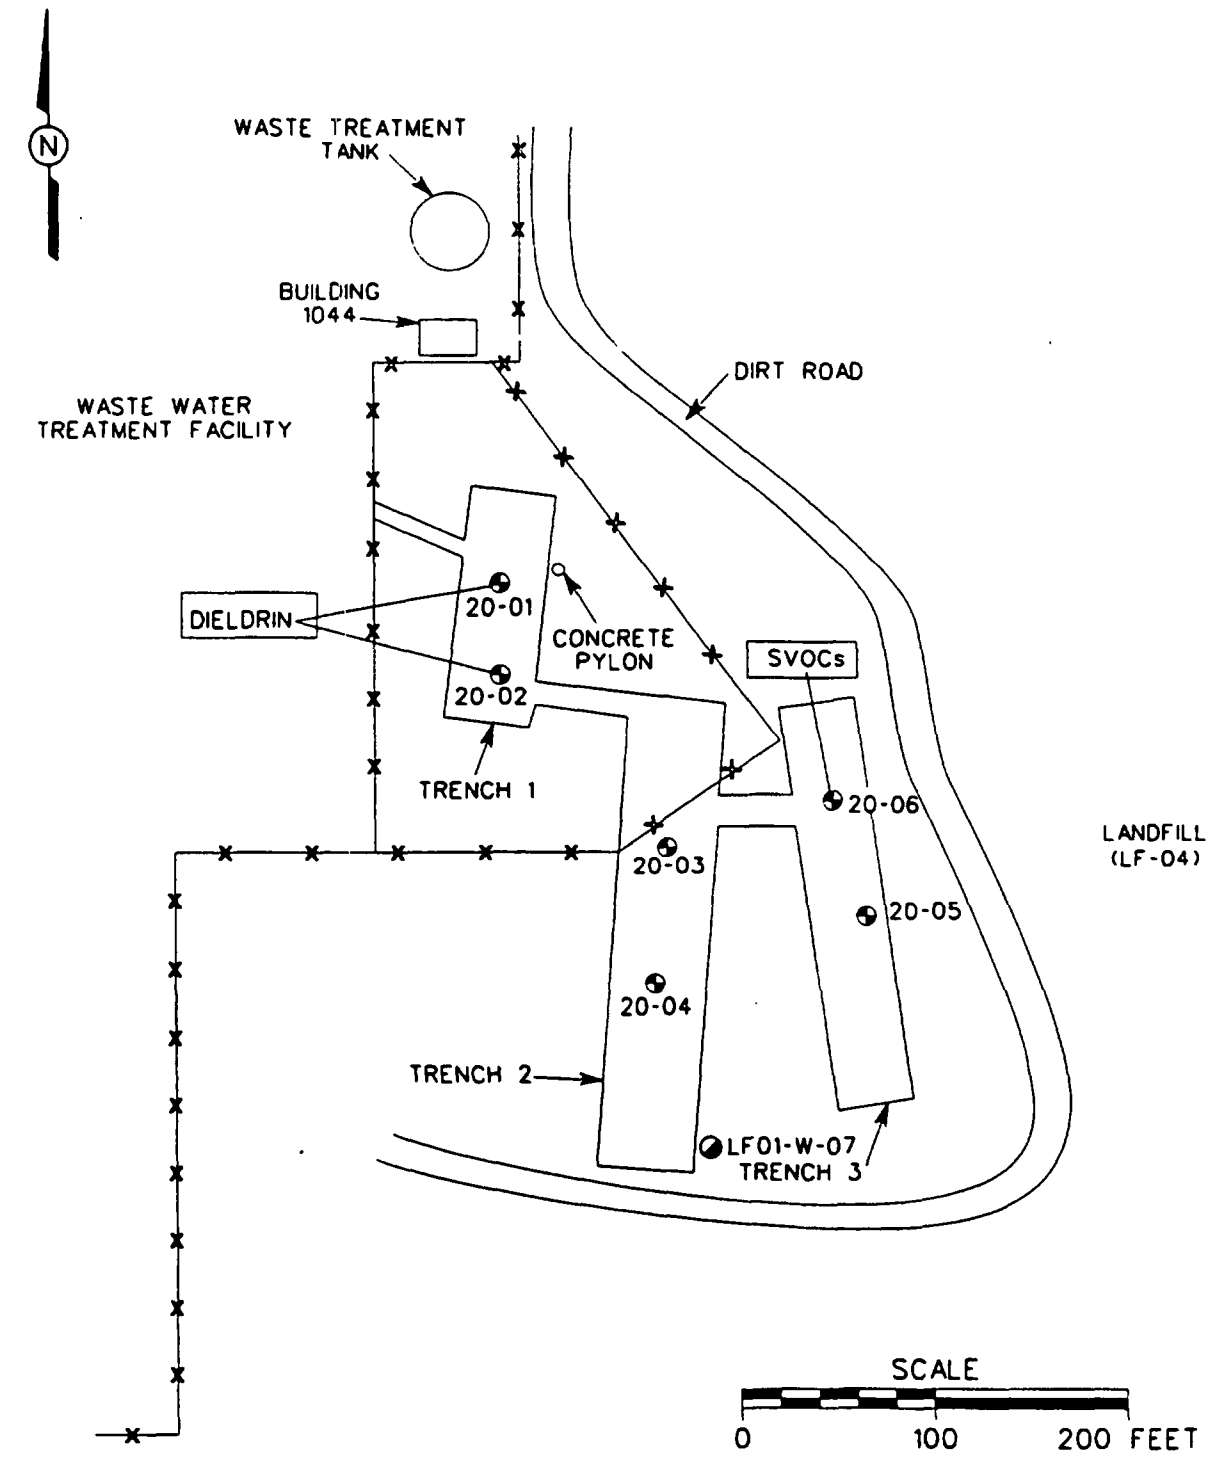 N
WASTE TREATMENT
TANK
BUILDING
1044
DIRT ROAD
WASTE WATER
TREATMENT FACILITY
DIELDRIN
20-01
CONCRETE
PYLON
SVOCs
20-02
TRENCH 1
20-06
LANDFILL
(LF-04)
20-03
20-05
20-04
TRENCH 2
LF01-W-07
TRENCH 3
SCALE
0 100 200 FEET